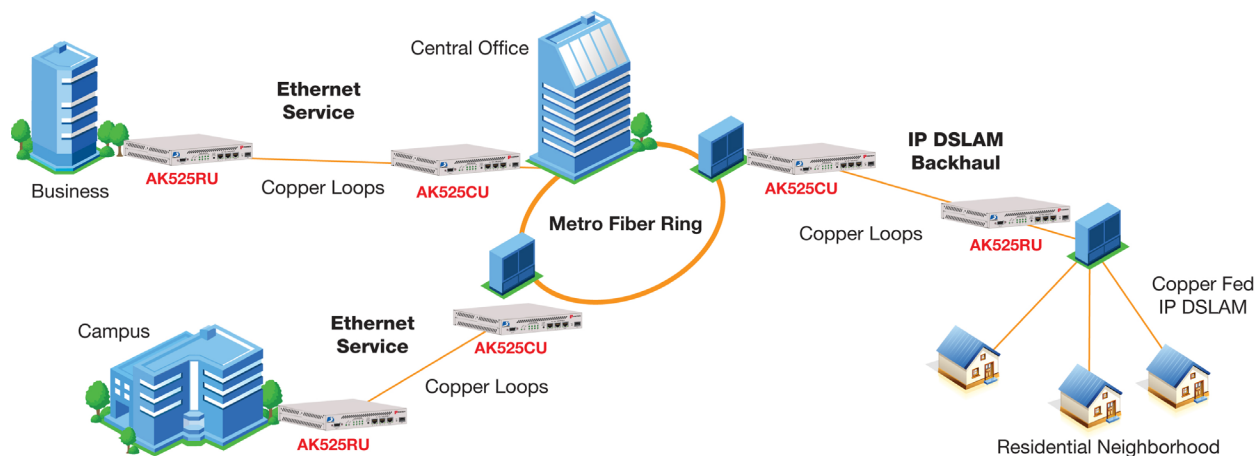 Central Office
Ethernet
Service
Business
AK525RU
Copper Loops
AK525CU
Metro Fiber Ring
AK525CU
IP DSLAM
Backhaul
Copper Loops
AK525RU
Copper Fed
IP DSLAM
Residential Neighborhood
Campus
Ethernet
Service
AK525CU
Copper Loops
AK525RU